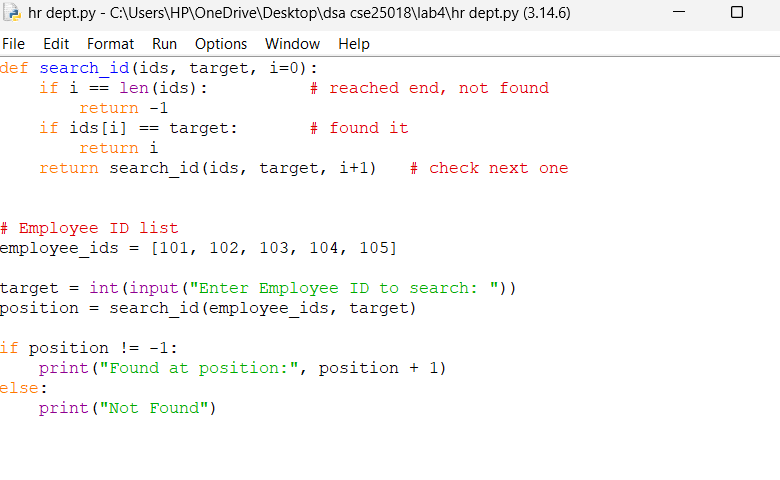 hr dept.py - C:\Users\HP\OneDrive\Desktop\dsa cse25018\lab4\hr dept.py (3.14.6)
File Edit Format Run Options Window Help
def search_id(ids, target, i=0):
    if i == len(ids):          # reached end, not found
        return -1
    if ids[i] == target:       # found it
        return i
    return search_id(ids, target, i+1)   # check next one
# Employee ID list
employee_ids = [101, 102, 103, 104, 105]
target = int(input("Enter Employee ID to search: "))
position = search_id(employee_ids, target)
if position != -1:
    print("Found at position:", position + 1)
else:
    print("Not Found")